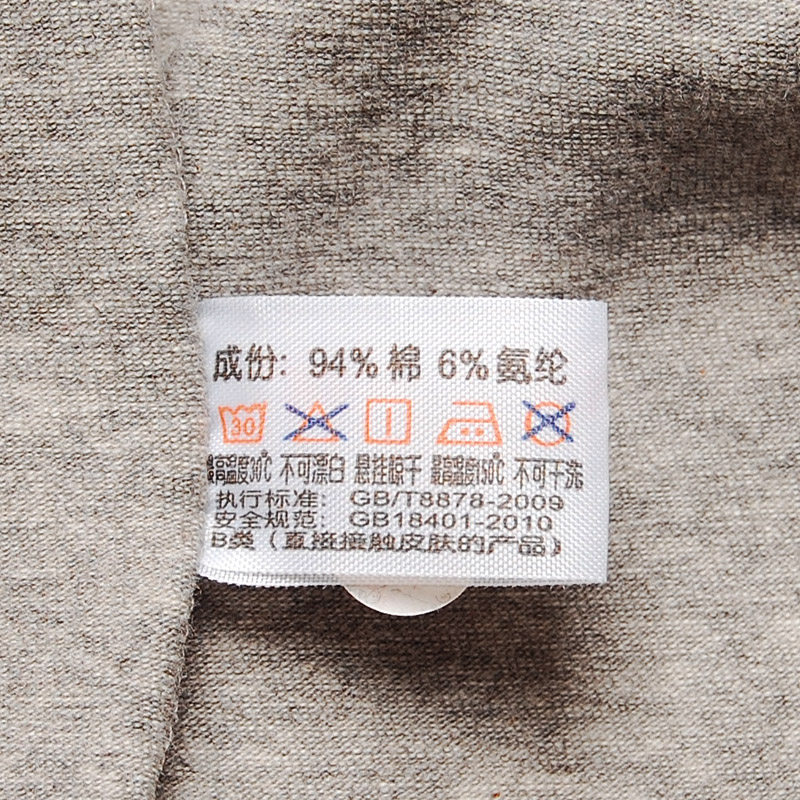 成份: 94%棉 6%氨纶
30
最高温度30℃ 不可漂白 悬挂晾干 最高温度150℃ 不可干洗
执行标准: GB/T8878-2009
安全规范: GB18401-2010
B类（直接接触皮肤的产品）